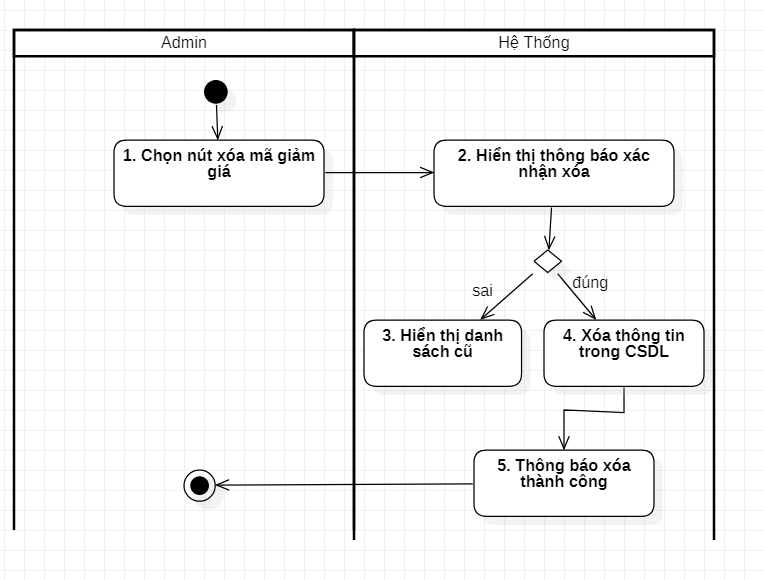 Admin
Hệ Thống
1. Chọn nút xóa mã giảm
giá
2. Hiển thị thông báo xác
nhận xóa
sai
đúng
3. Hiển thị danh
sách cũ
4. Xóa thông tin
trong CSDL
5. Thông báo xóa
thành công